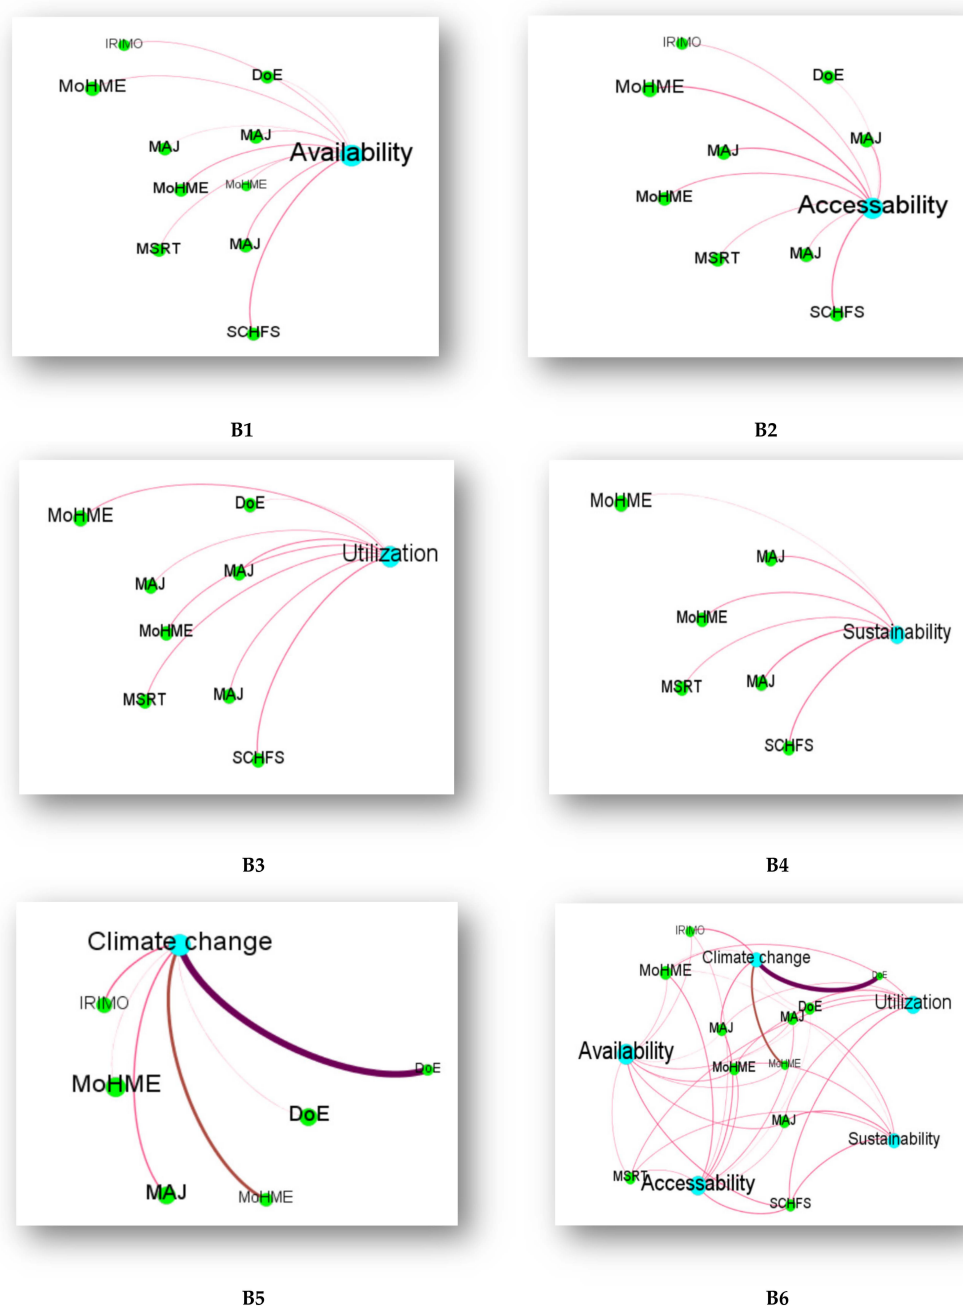 IRIMO
DoE
MoHME
MAJ
MAJ
Availability
MoHME
MoHME
MSRT
MAJ
SCHFS
B1
IRIMO
DoE
MoHME
MAJ
MAJ
MoHME
Accessability
MSRT
MAJ
SCHFS
B2
DoE
MoHME
Utilization
MAJ
MAJ
MoHME
MSRT
MAJ
SCHFS
B3
MoHME
MAJ
MoHME
Sustainability
MSRT
MAJ
SCHFS
B4
Climate change
IRIMO
DoE
MoHME
DoE
MAJ
MoHME
B5
IRIMO
Climate change
MoHME
DoE
Utilization
DoE
MAJ
MAJ
Availability
MoHME
MoHME
MAJ
Sustainability
MSRT
Accessability
SCHFS
B6